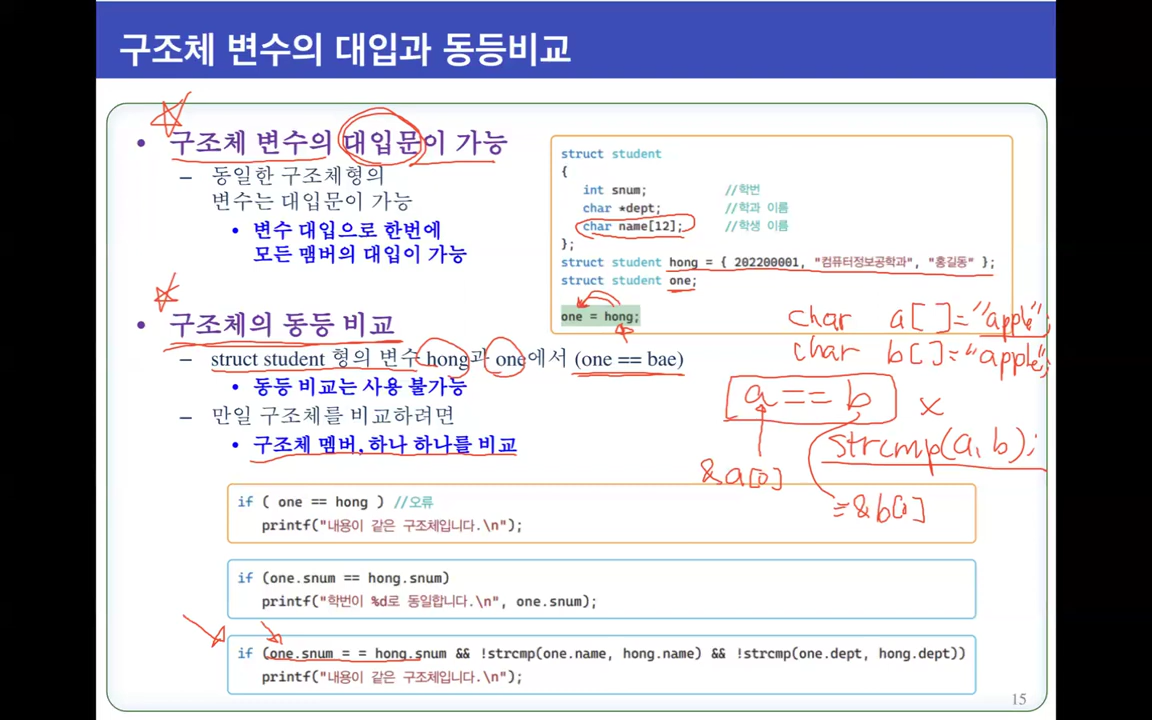 구조체 변수의 대입과 동등비교
• 구조체 변수의 대입문이 가능
– 동일한 구조체형의
변수는 대입문이 가능
• 변수 대입으로 한번에
모든 맴버의 대입이 가능
• 구조체의 동등 비교
– struct student 형의 변수 hong과 one에서 (one == bae)
• 동등 비교는 사용 불가능
– 만일 구조체를 비교하려면
• 구조체 멤버, 하나 하나를 비교
struct student
{
int snum; //학번
char *dept; //학과 이름
char name[12]; //학생 이름
};
struct student hong = { 202200001, "컴퓨터정보공학과", "홍길동" };
struct student one;
one = hong;
char a[ ]="apple";
char b[ ]="apple";
a == b x
strcmp(a, b);
&a[0]
=&b[0]
if ( one == hong ) //오류
printf("내용이 같은 구조체입니다.\n");
if (one.snum == hong.snum)
printf("학번이 %d로 동일합니다.\n", one.snum);
if (one.snum = = hong.snum && !strcmp(one.name, hong.name) && !strcmp(one.dept, hong.dept))
printf("내용이 같은 구조체입니다.\n");
15